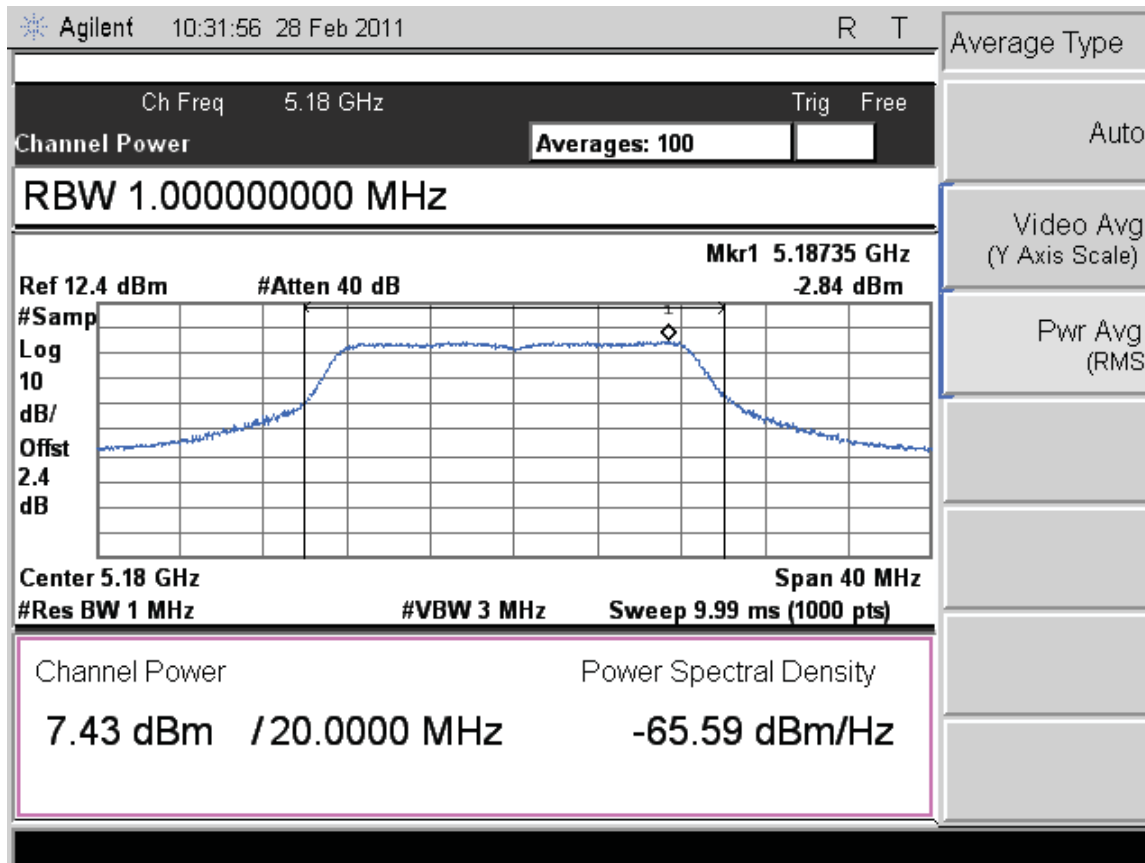 Agilent 10:31:56 28 Feb 2011 R T
Average Type
Ch Freq 5.18 GHz Trig Free
Channel Power Averages: 100
Auto
RBW 1.000000000 MHz
Video Avg
(Y Axis Scale)
Mkr1 5.18735 GHz
Ref 12.4 dBm #Atten 40 dB -2.84 dBm
#Samp
Log
10
dB/
Offst
2.4
dB
1
Pwr Avg
(RMS
Center 5.18 GHz Span 40 MHz
#Res BW 1 MHz #VBW 3 MHz Sweep 9.99 ms (1000 pts)
Channel Power Power Spectral Density
7.43 dBm / 20.0000 MHz -65.59 dBm/Hz